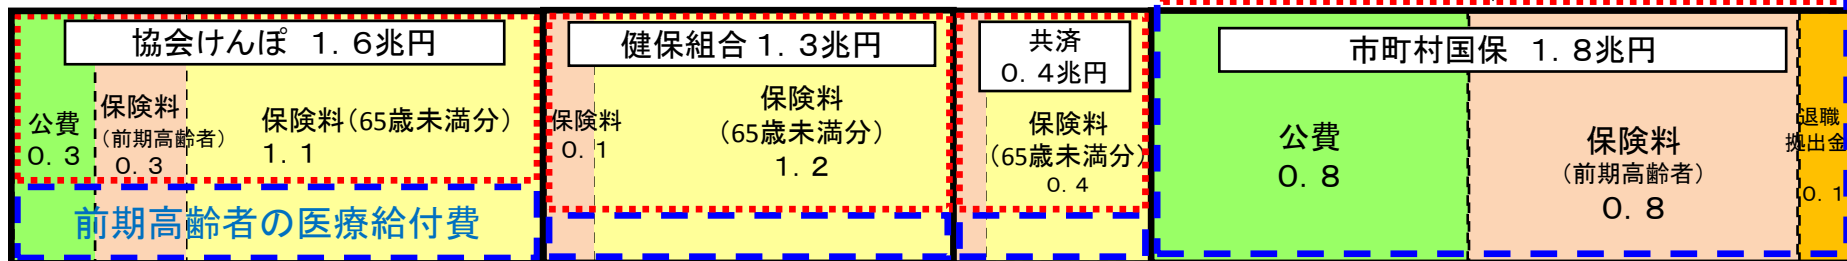 協会けんぽ １．６兆円
公費
０．３
保険料
（前期高齢者）
０．３
保険料（65歳未満分）
１．１
前期高齢者の医療給付費
健保組合 １．３兆円
保険料
０．１
保険料
（65歳未満分）
１．２
共済
０．４兆円
保険料
（65歳未満分）
０．４
市町村国保 １．８兆円
公費
０．８
保険料
（前期高齢者）
０．８
退職
拠出金
０．１